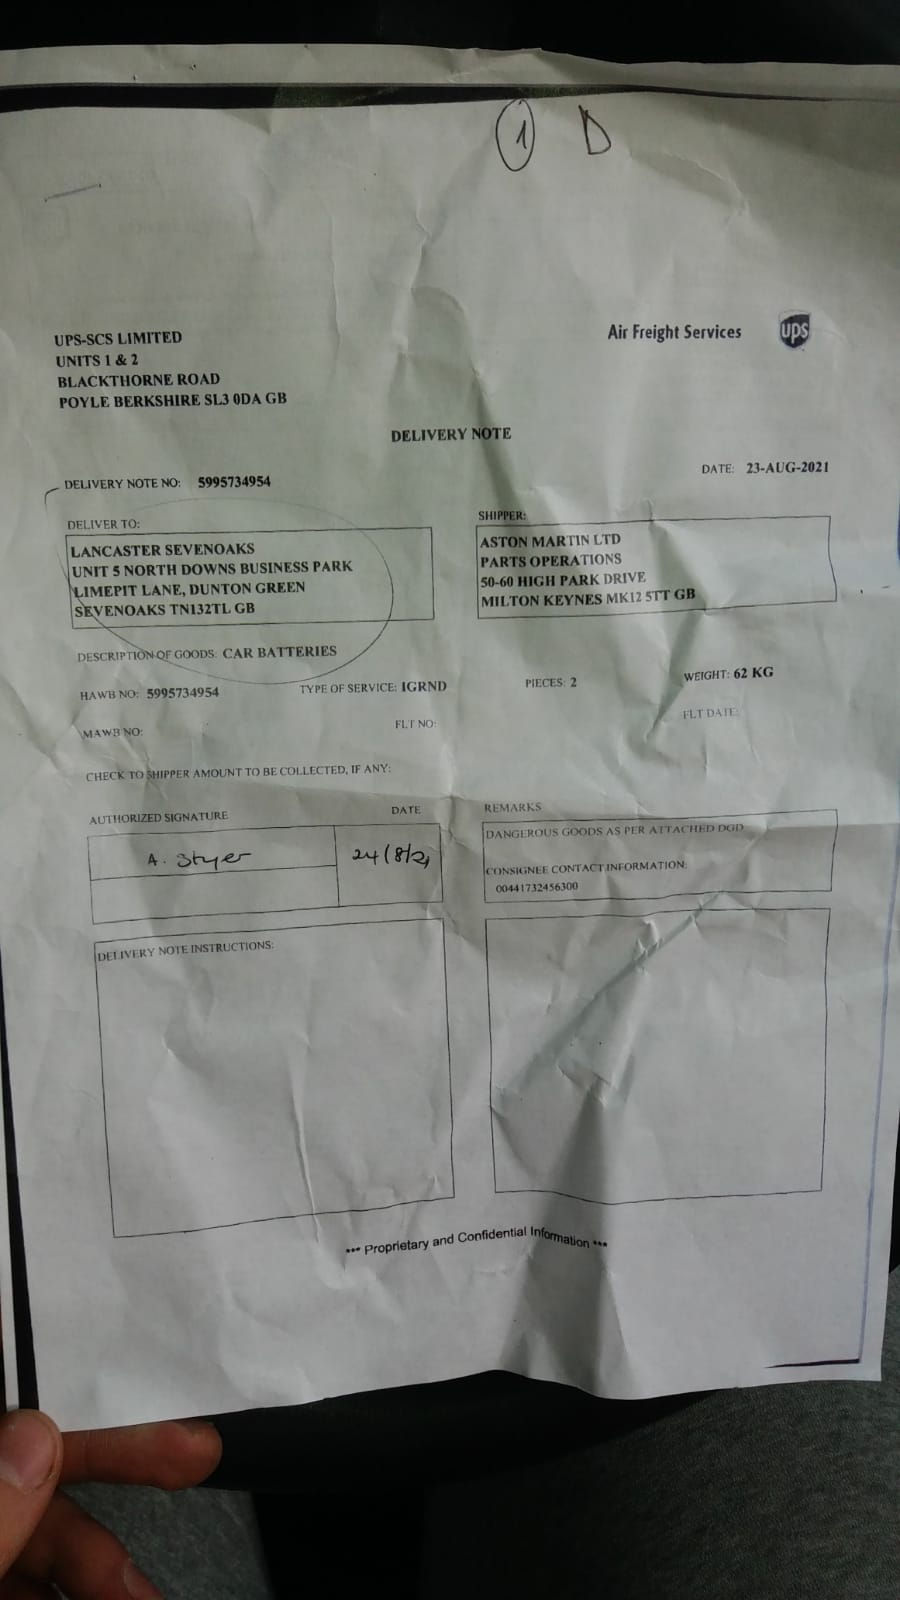 1 D
Air Freight Services ups
UPS-SCS LIMITED
UNITS 1 & 2
BLACKTHORNE ROAD
POYLE BERKSHIRE SL3 0DA GB
DELIVERY NOTE
DATE: 23-AUG-2021
DELIVERY NOTE NO: 5995734954
DELIVER TO:
LANCASTER SEVENOAKS
UNIT 5 NORTH DOWNS BUSINESS PARK
LIMEPIT LANE, DUNTON GREEN
SEVENOAKS TN132TL GB
SHIPPER:
ASTON MARTIN LTD
PARTS OPERATIONS
50-60 HIGH PARK DRIVE
MILTON KEYNES MK12 5TT GB
DESCRIPTION OF GOODS: CAR BATTERIES
HAWB NO: 5995734954 TYPE OF SERVICE: IGRND PIECES: 2 WEIGHT: 62 KG
MAWB NO: FLT NO: FLT DATE:
CHECK TO SHIPPER AMOUNT TO BE COLLECTED, IF ANY:
AUTHORIZED SIGNATURE DATE
A. Styer 24/8/21
REMARKS
DANGEROUS GOODS AS PER ATTACHED DGD
CONSIGNEE CONTACT INFORMATION:
00441732456300
DELIVERY NOTE INSTRUCTIONS:
*** Proprietary and Confidential Information ***